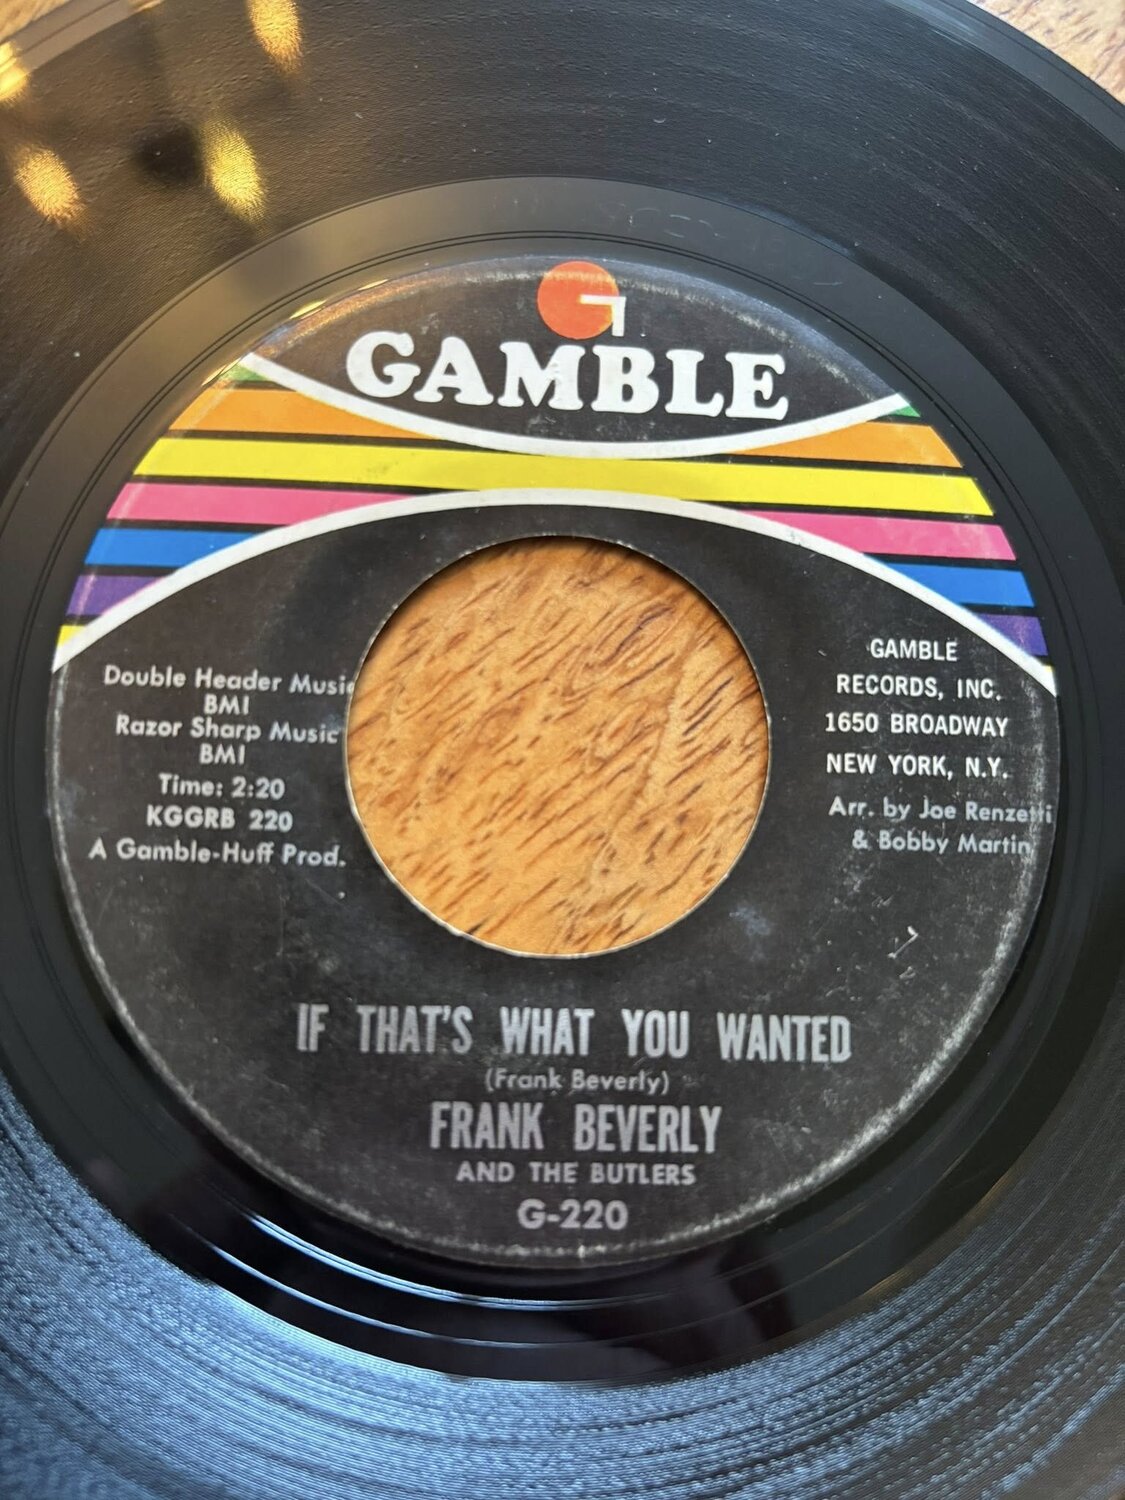 GAMBLE
Double Header Music
BMI
Razor Sharp Music
BMI
Time: 2:20
KGGRB 220
A Gamble-Huff Prod.
GAMBLE
RECORDS, INC.
1650 BROADWAY
NEW YORK, N.Y.
Arr. by Joe Renzetti
& Bobby Martin
IF THAT'S WHAT YOU WANTED
(Frank Beverly)
FRANK BEVERLY
AND THE BUTLERS
G-220